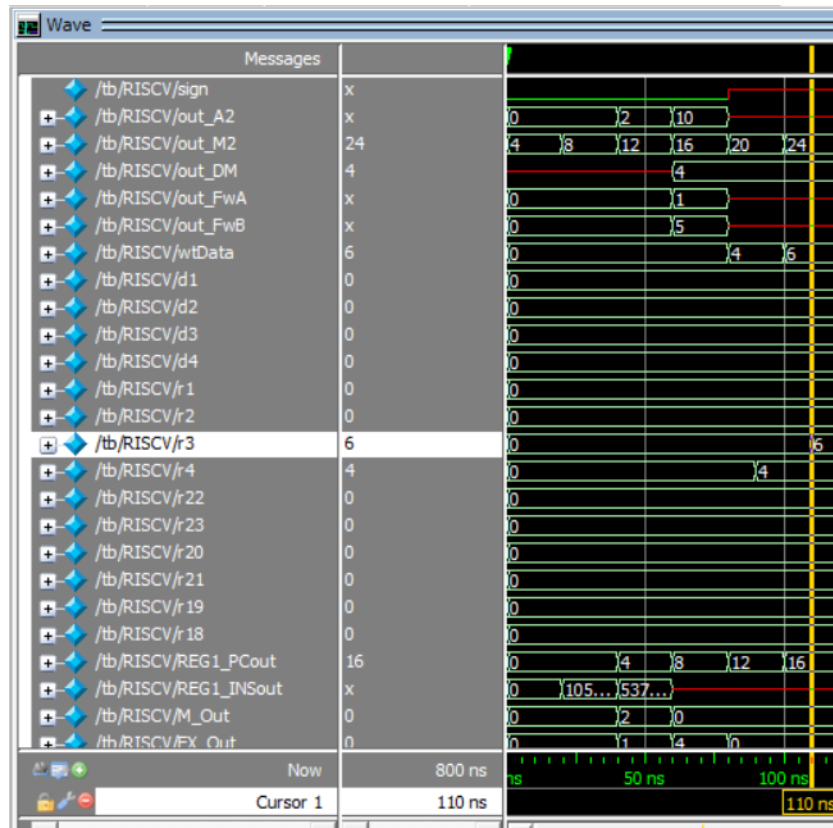 Wave
Messages
/tb/RISCV/sign x
/tb/RISCV/out_A2 x 0 2 10
/tb/RISCV/out_M2 24 4 8 12 16 20 24
/tb/RISCV/out_DM 4 4
/tb/RISCV/out_FwA x 0 1
/tb/RISCV/out_FwB x 0 5
/tb/RISCV/wtData 6 0 4 6
/tb/RISCV/d1 0 0
/tb/RISCV/d2 0 0
/tb/RISCV/d3 0 0
/tb/RISCV/d4 0 0
/tb/RISCV/r1 0 0
/tb/RISCV/r2 0 0
/tb/RISCV/r3 6 0 6
/tb/RISCV/r4 4 0 4
/tb/RISCV/r22 0 0
/tb/RISCV/r23 0 0
/tb/RISCV/r20 0 0
/tb/RISCV/r21 0 0
/tb/RISCV/r19 0 0
/tb/RISCV/r18 0 0
/tb/RISCV/REG1_PCout 16 0 4 8 12 16
/tb/RISCV/REG1_INSout x 0 105... 537...
/tb/RISCV/M_Out 0 0 2 0
/tb/RISCV/EX_Out 0 0 1 4 0
Now 800 ns ns 50 ns 100 ns
Cursor 1 110 ns 110 ns